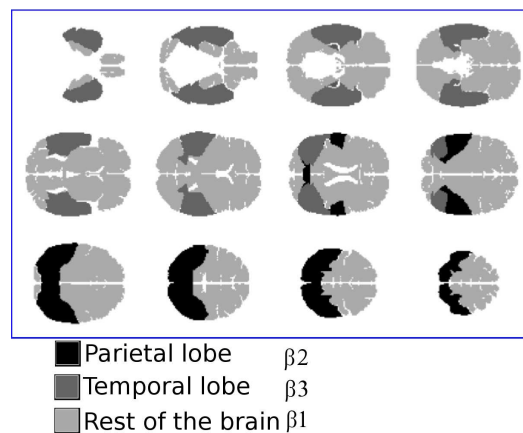 Parietal lobe β2
Temporal lobe β3
Rest of the brain β1